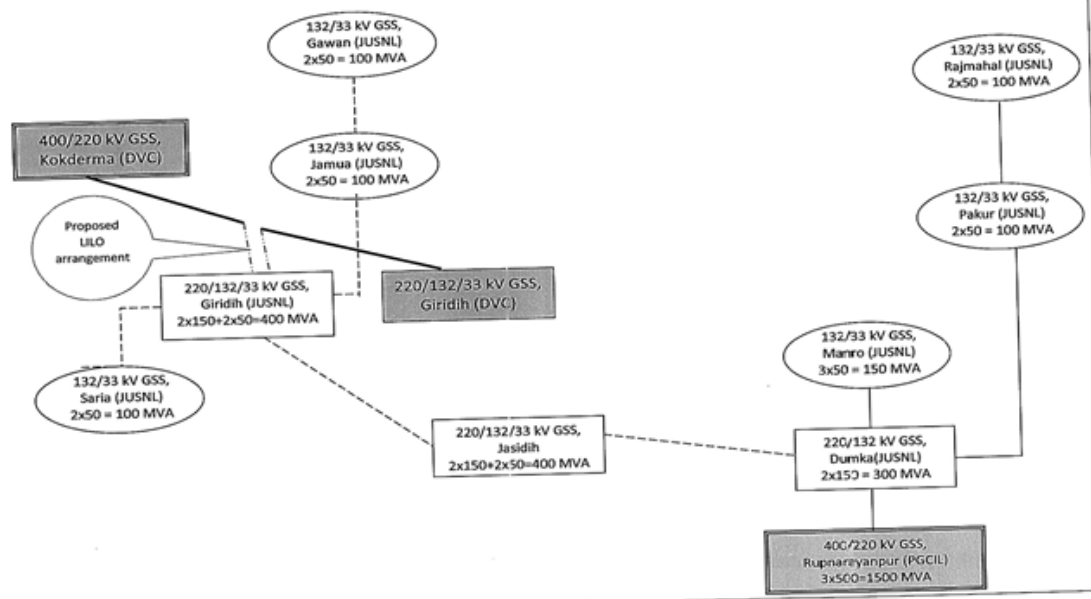 132/33 kV GSS,
Gawan (JUSNL)
2x50 = 100 MVA
132/33 kV GSS,
Rajmahal (JUSNL)
2x50 = 100 MVA
400/220 kV GSS,
Kokderma (DVC)
132/33 kV GSS,
Jamua (JUSNL)
2x50 = 100 MVA
132/33 kV GSS,
Pakur (JUSNL)
2x50 = 100 MVA
Proposed
LILO
arrangement
220/132/33 kV GSS,
Giridih (JUSNL)
2x150+2x50=400 MVA
220/132/33 kV GSS,
Giridih (DVC)
132/33 kV GSS,
Manro (JUSNL)
3x50 = 150 MVA
132/33 kV GSS,
Saria (JUSNL)
2x50 = 100 MVA
220/132/33 kV GSS,
Jasidih
2x150+2x50=400 MVA
220/132 kV GSS,
Dumka(JUSNL)
2x150 = 300 MVA
400/220 kV GSS,
Rupnarayanpur (PGCIL)
3x500=1500 MVA